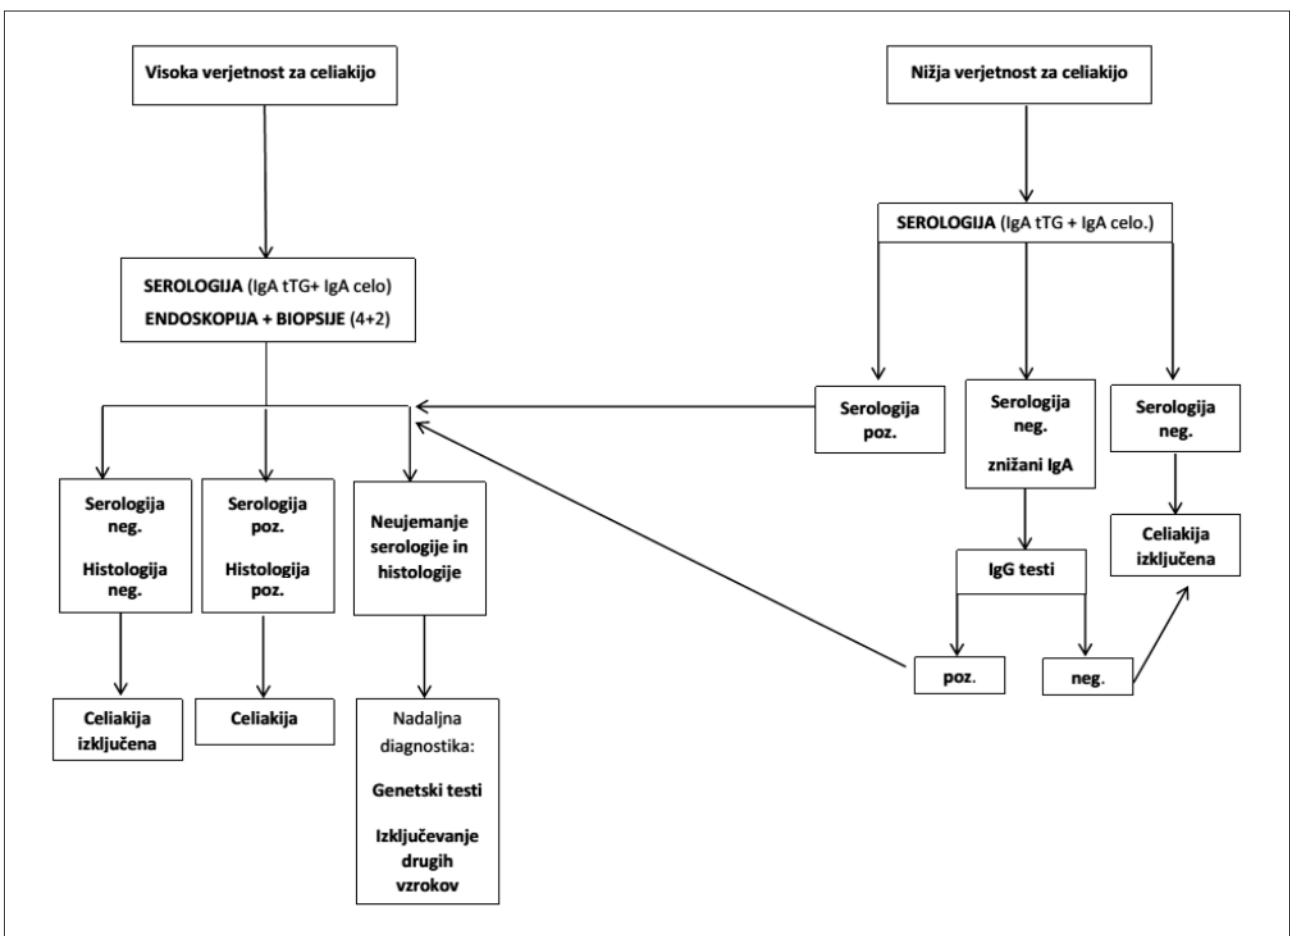 Visoka verjetnost za celiakijo
SEROLOGIJA (IgA tTG+ IgA celo)
ENDOSKOPIJA + BIOPSIJE (4+2)
Serologija
neg.
Histologija
neg.
Serologija
poz.
Histologija
poz.
Neujemanje
serologije in
histologije
Celiakija
izključena
Celiakija
Nadaljna
diagnostika:
Genetski testi
Izključevanje
drugih
vzrokov
Nižja verjetnost za celiakijo
SEROLOGIJA (IgA tTG + IgA celo.)
Serologija
poz.
Serologija
neg.
znižani IgA
Serologija
neg.
IgG testi
Celiakija
izključena
poz.
neg.